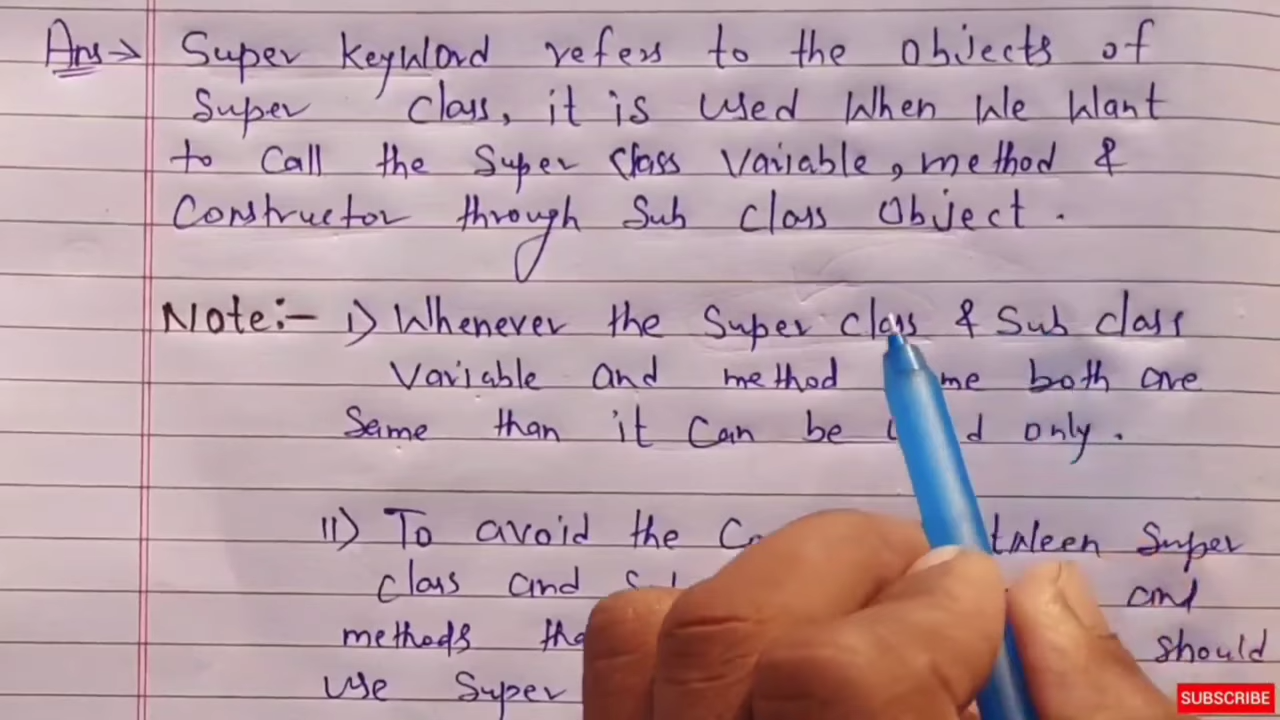 Ans → Super keyword refers to the objects of
Super class, it is used when we want
to call the super class variable, method &
Constructor through Sub class object.
Note:- i) Whenever the super class & sub class
variable and method me both are
Same than it can be d only.
II) To avoid the tween Super
class and and
methods should
use super
SUBSCRIBE